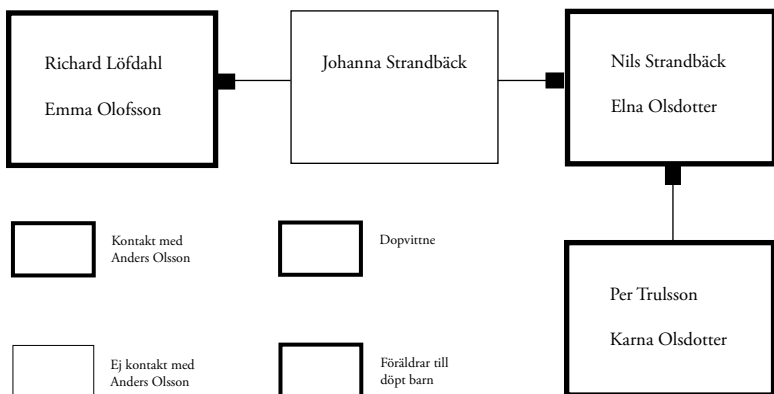 Richard Löfdahl
Emma Olofsson
Johanna Strandbäck
Nils Strandbäck
Elna Olsdotter
Kontakt med
Anders Olsson
Dopvittne
Per Trulsson
Karna Olsdotter
Ej kontakt med
Anders Olsson
Föräldrar till
döpt barn